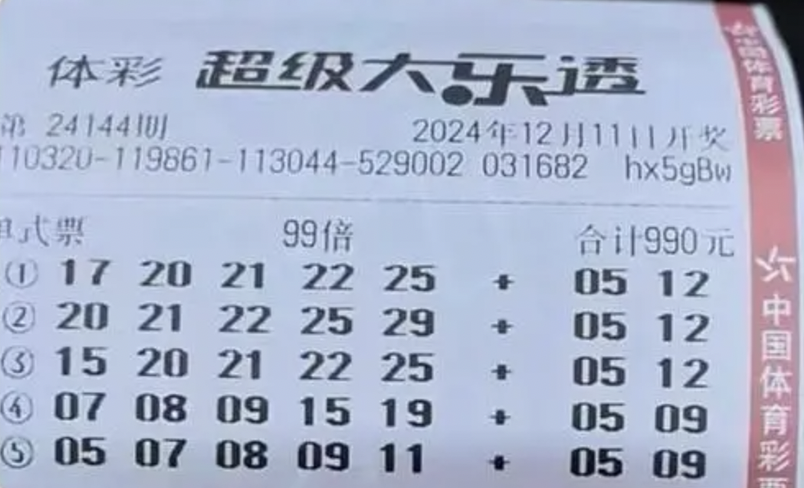 体彩 超级大乐透
第 24144期 2024年12月11日开奖
110320-119861-113044-529002 031682 hx5gBw
单式票 99倍 合计990元
① 17 20 21 22 25 + 05 12
② 20 21 22 25 29 + 05 12
③ 15 20 21 22 25 + 05 12
④ 07 08 09 15 19 + 05 09
⑤ 05 07 08 09 11 + 05 09
中国体育彩票
中国体育彩票